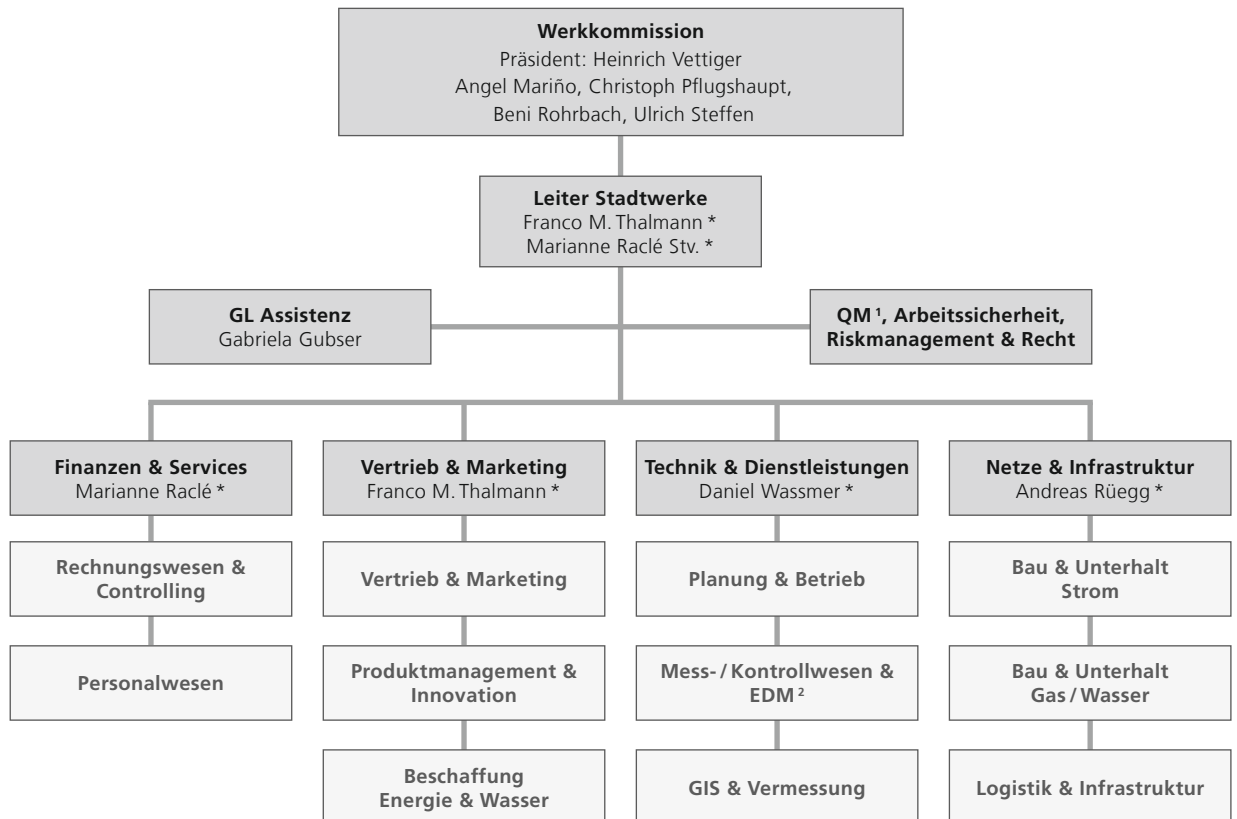 Werkkommission
Präsident: Heinrich Vettiger
Angel Mariño, Christoph Pflugshaupt,
Beni Rohrbach, Ulrich Steffen
Leiter Stadtwerke
Franco M. Thalmann *
Marianne Raclé Stv. *
GL Assistenz
Gabriela Gubser
QM ¹, Arbeitssicherheit,
Riskmanagement & Recht
Finanzen & Services
Marianne Raclé *
Vertrieb & Marketing
Franco M. Thalmann *
Technik & Dienstleistungen
Daniel Wassmer *
Netze & Infrastruktur
Andreas Rüegg *
Rechnungswesen &
Controlling
Vertrieb & Marketing
Planung & Betrieb
Bau & Unterhalt
Strom
Personalwesen
Produktmanagement &
Innovation
Mess- / Kontrollwesen &
EDM ²
Bau & Unterhalt
Gas / Wasser
Beschaffung
Energie & Wasser
GIS & Vermessung
Logistik & Infrastruktur